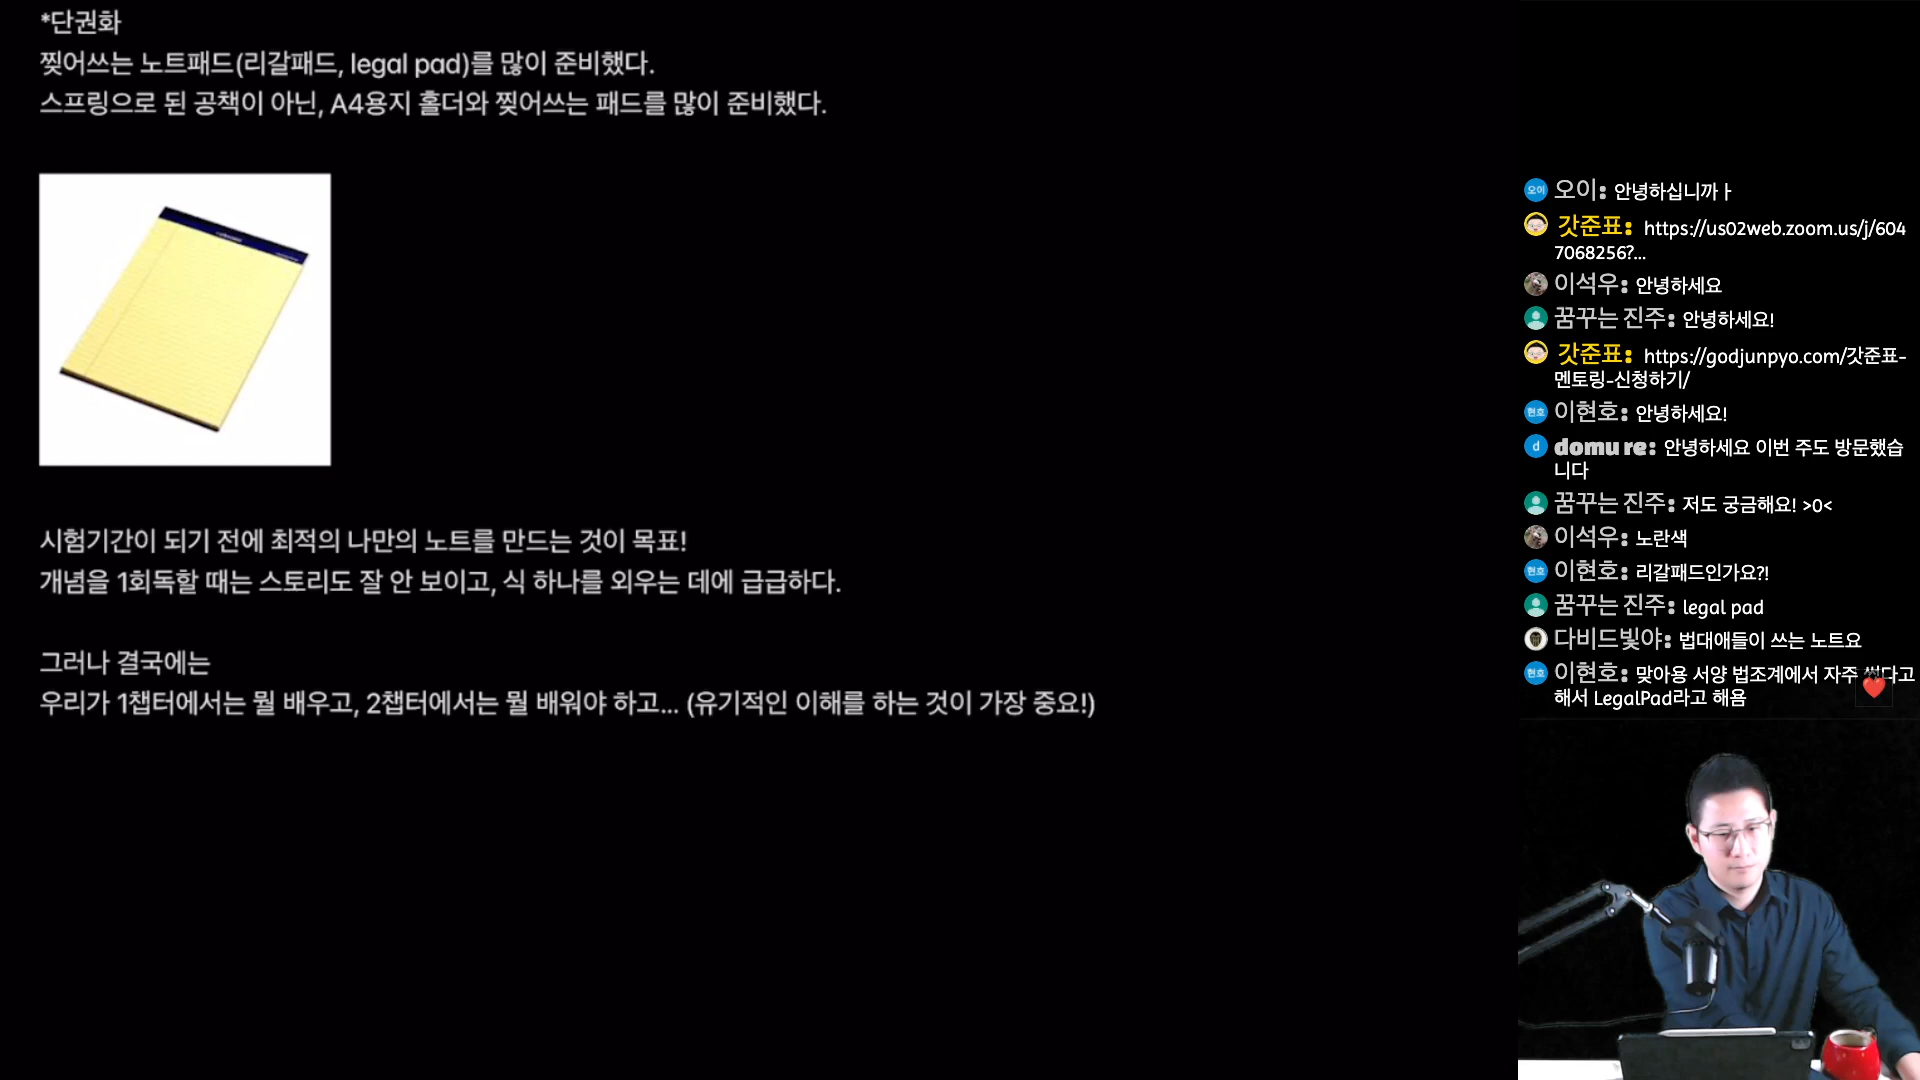 *단권화
찢어쓰는 노트패드(리갈패드, legal pad)를 많이 준비했다.
스프링으로 된 공책이 아닌, A4용지 홀더와 찢어쓰는 패드를 많이 준비했다.
시험기간이 되기 전에 최적의 나만의 노트를 만드는 것이 목표!
개념을 1회독할 때는 스토리도 잘 안 보이고, 식 하나를 외우는 데에 급급하다.
그러나 결국에는
우리가 1챕터에서는 뭘 배우고, 2챕터에서는 뭘 배워야 하고... (유기적인 이해를 하는 것이 가장 중요!)
오이 오이: 안녕하십니까ㅏ
갓준표: https://us02web.zoom.us/j/604
7068256?...
이석우: 안녕하세요
꿈꾸는 진주: 안녕하세요!
갓준표: https://godjunpyo.com/갓준표-
멘토링-신청하기/
현호 이현호: 안녕하세요!
d domu re: 안녕하세요 이번 주도 방문했습
니다
꿈꾸는 진주: 저도 궁금해요! >0<
이석우: 노란색
현호 이현호: 리갈패드인가요?!
꿈꾸는 진주: legal pad
다비드빛야: 법대애들이 쓰는 노트요
현호 이현호: 맞아용 서양 법조계에서 자주 쓴다고
해서 LegalPad라고 해욤